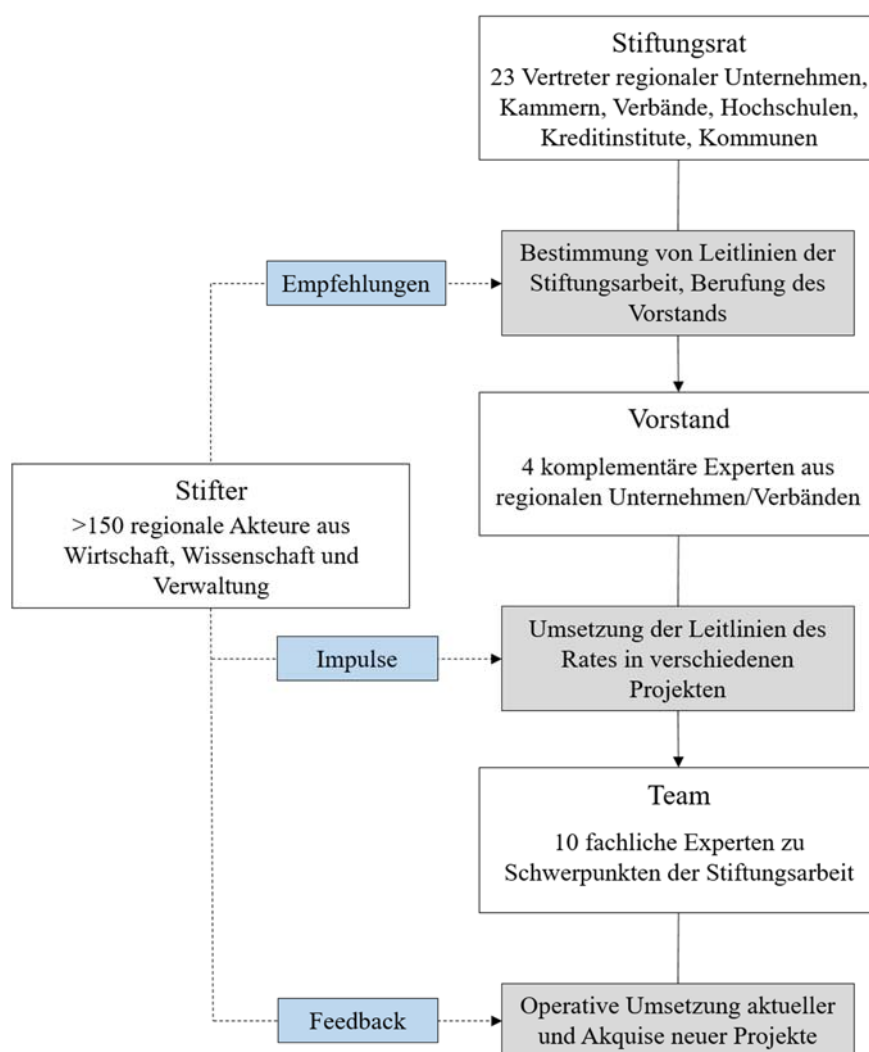 Stiftungsrat
23 Vertreter regionaler Unternehmen,
Kammern, Verbände, Hochschulen,
Kreditinstitute, Kommunen
Empfehlungen
Bestimmung von Leitlinien der
Stiftungsarbeit, Berufung des
Vorstands
Vorstand
4 komplementäre Experten aus
regionalen Unternehmen/Verbänden
Stifter
>150 regionale Akteure aus
Wirtschaft, Wissenschaft und
Verwaltung
Impulse
Umsetzung der Leitlinien des
Rates in verschiedenen
Projekten
Team
10 fachliche Experten zu
Schwerpunkten der Stiftungsarbeit
Feedback
Operative Umsetzung aktueller
und Akquise neuer Projekte